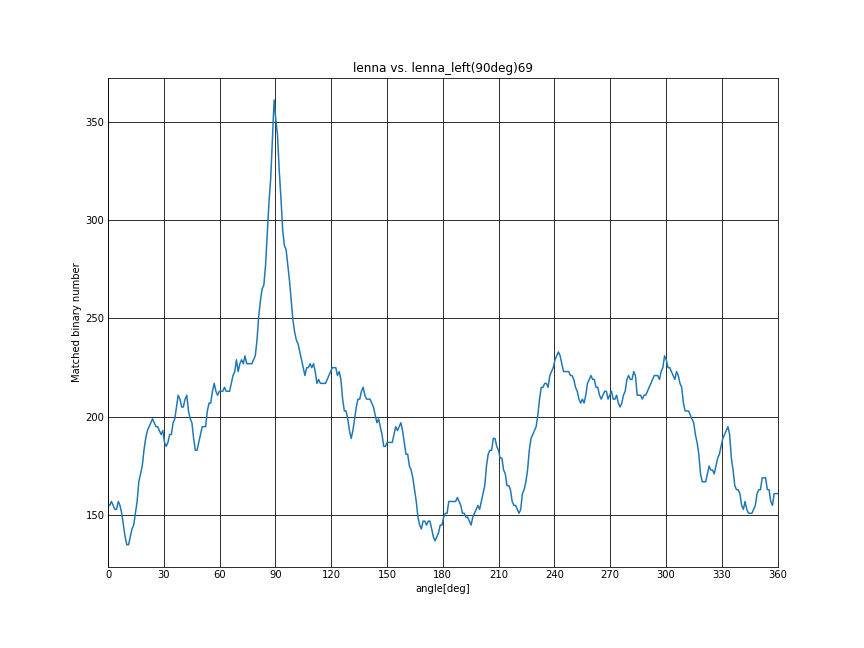 lenna vs. lenna_left(90deg)69
Matched binary number
350
300
250
200
150
0 30 60 90 120 150 180 210 240 270 300 330 360
angle[deg]